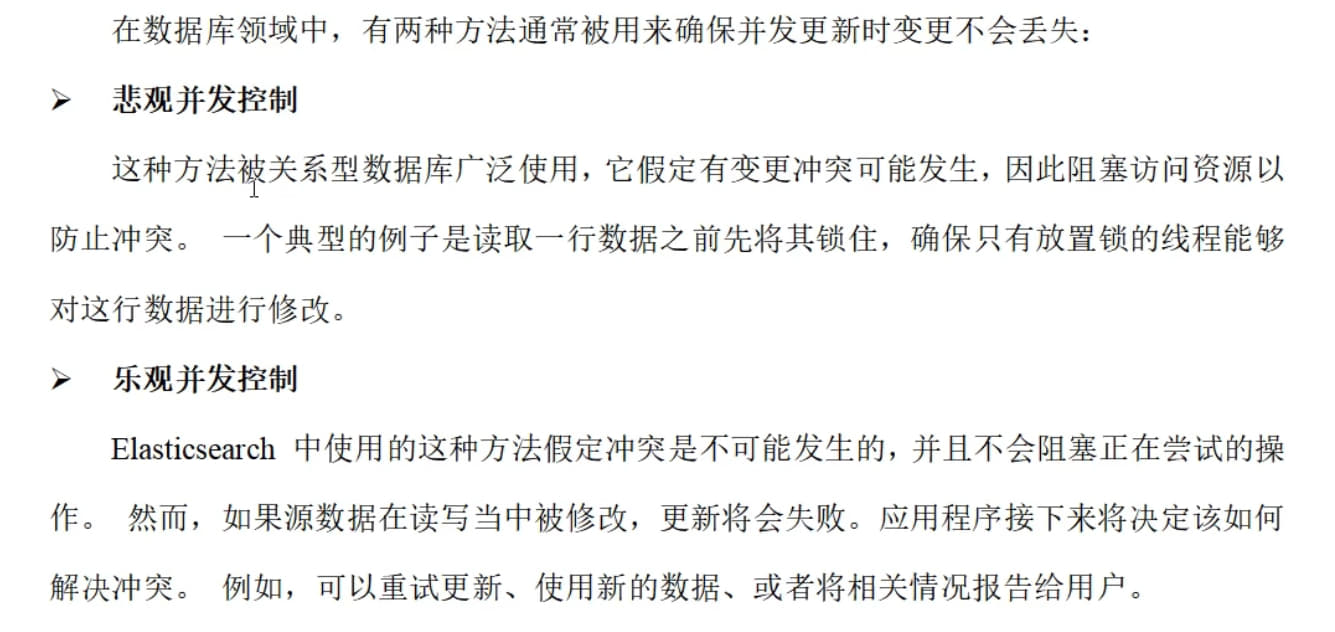 在数据库领域中，有两种方法通常被用来确保并发更新时变更不会丢失：
➢ 悲观并发控制
这种方法被关系型数据库广泛使用，它假定有变更冲突可能发生，因此阻塞访问资源以
防止冲突。 一个典型的例子是读取一行数据之前先将其锁住，确保只有放置锁的线程能够
对这行数据进行修改。
➢ 乐观并发控制
Elasticsearch 中使用的这种方法假定冲突是不可能发生的，并且不会阻塞正在尝试的操
作。 然而，如果源数据在读写当中被修改，更新将会失败。应用程序接下来将决定该如何
解决冲突。 例如，可以重试更新、使用新的数据、或者将相关情况报告给用户。